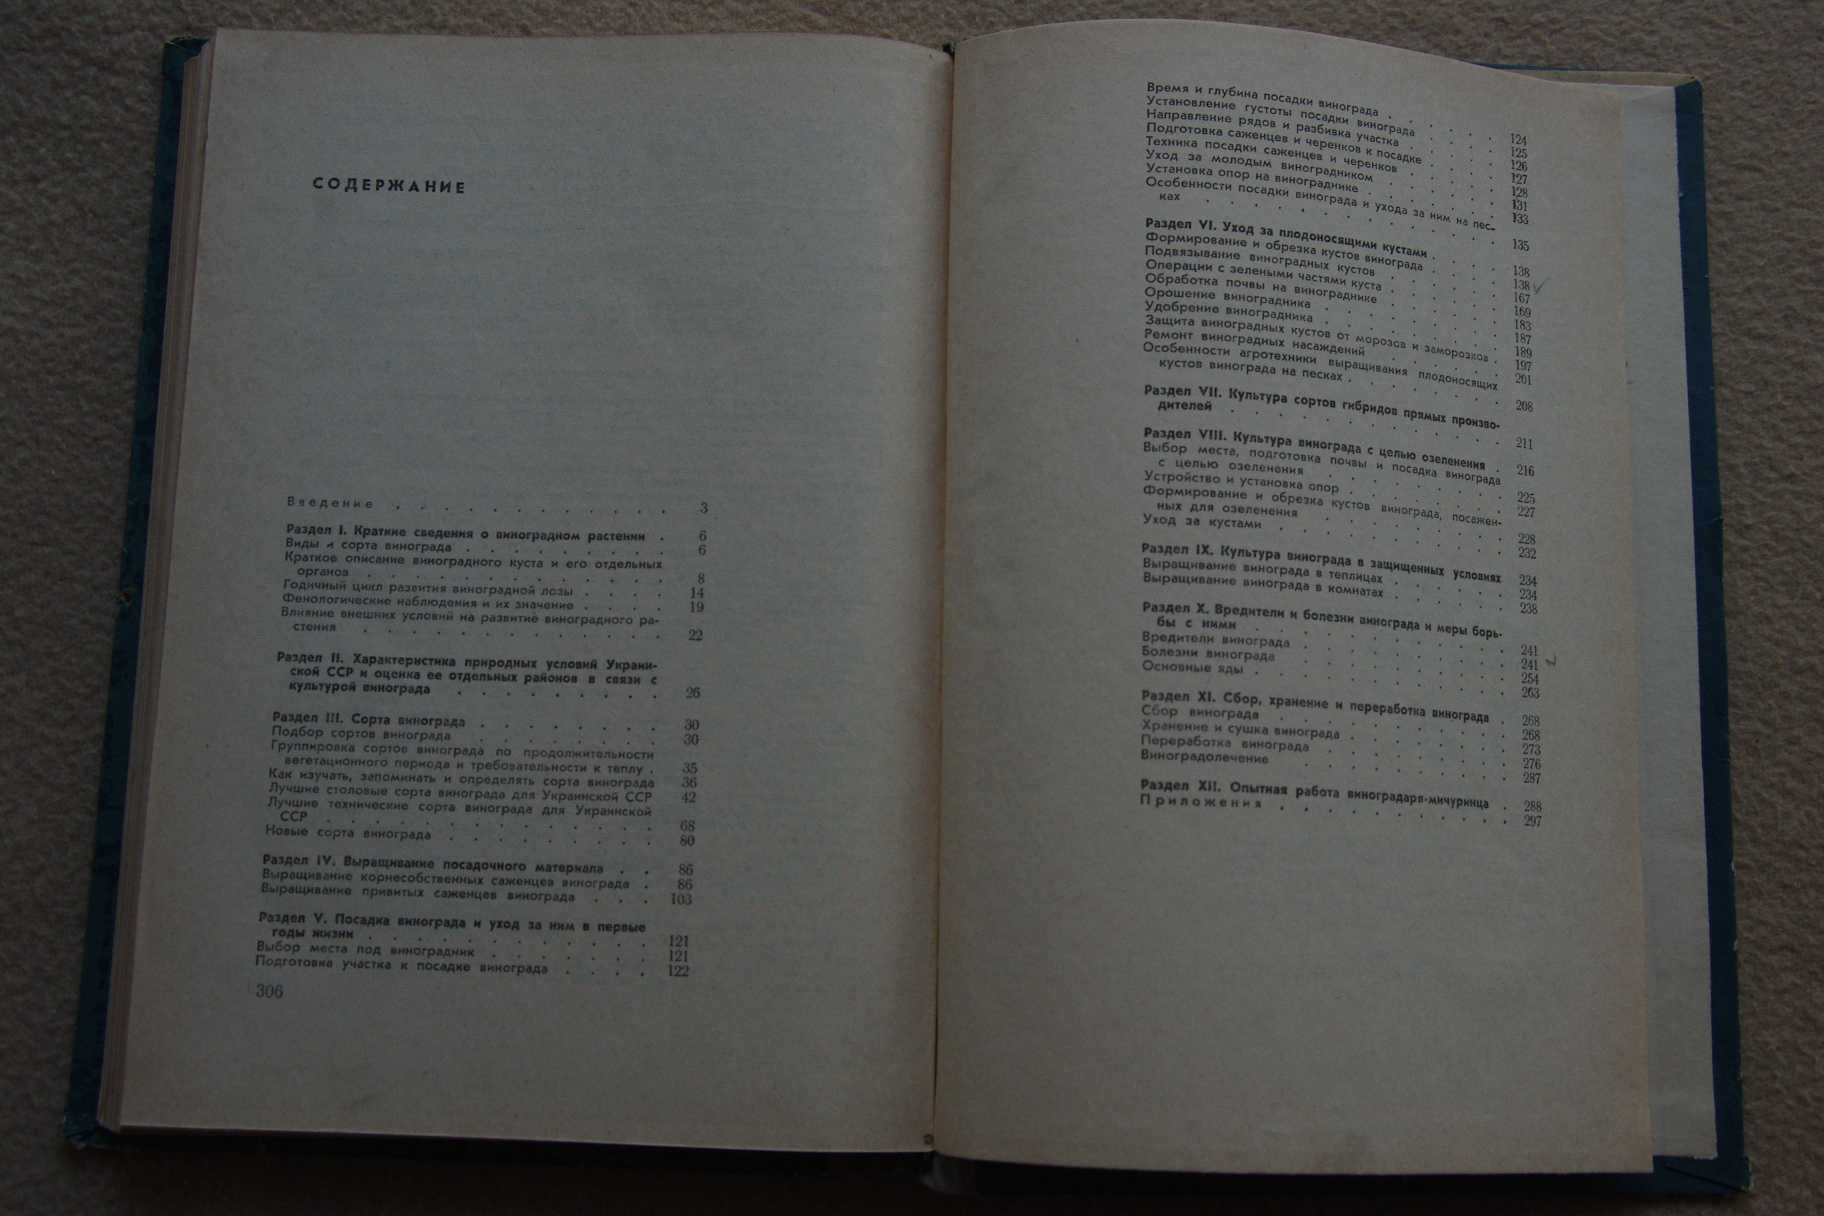 СОДЕРЖАНИЕ
Введение . . . . . . . . . . . . 3
Раздел I. Краткие сведения о виноградном растении . 6
Виды и сорта винограда . . . . . . . . . 6
Краткое описание виноградного куста и его отдельных
органов . . . . . . . . . . . . 8
Годичный цикл развития виноградной лозы . . . . 14
Фенологические наблюдения и их значение . . . . 19
Влияние внешних условий на развитие виноградного ра-
стения . . . . . . . . . . . . 22
Раздел II. Характеристика природных условий Украин-
ской ССР и оценка ее отдельных районов в связи с
культурой винограда . . . . . . . . . 26
Раздел III. Сорта винограда . . . . . . . . 30
Подбор сортов винограда . . . . . . . . 30
Группировка сортов винограда по продолжительности
вегетационного периода и требовательности к теплу . 35
Как изучать, запоминать и определять сорта винограда 36
Лучшие столовые сорта винограда для Украинской ССР 42
Лучшие технические сорта винограда для Украинской
ССР . . . . . . . . . . . . . 68
Новые сорта винограда . . . . . . . . . 80
Раздел IV. Выращивание посадочного материала . . 86
Выращивание корнесобственных саженцев винограда . 86
Выращивание привитых саженцев винограда . . . 103
Раздел V. Посадка винограда и уход за ним в первые
годы жизни . . . . . . . . . . . . 121
Выбор места под виноградник . . . . . . . 121
Подготовка участка к посадке винограда . . . . 122
306
Время и глубина посадки винограда . . . . . . 124
Установление густоты посадки винограда . . . . 125
Направление рядов и разбивка участка . . . . . 126
Подготовка саженцев и черенков к посадке . . . . 127
Техника посадки саженцев и черенков . . . . . 128
Уход за молодым виноградником . . . . . . 131
Установка опор на винограднике . . . . . . 133
Особенности посадки винограда и ухода за ним на пес-
ках . . . . . . . . . . . . . 135
Раздел VI. Уход за плодоносящими кустами . . . . 138
Формирование и обрезка кустов винограда . . . . 138
Подвязывание виноградных кустов . . . . . . 167
Операции с зелеными частями куста . . . . . . 169
Обработка почвы на винограднике . . . . . . 183
Орошение виноградника . . . . . . . . 187
Удобрение виноградника . . . . . . . . 189
Защита виноградных кустов от морозов и заморозков . 197
Ремонт виноградных насаждений . . . . . . 201
Особенности агротехники выращивания плодоносящих
кустов винограда на песках . . . . . . . 208
Раздел VII. Культура сортов гибридов прямых произво-
дителей . . . . . . . . . . . . 211
Раздел VIII. Культура винограда с целью озеленения . 216
Выбор места, подготовка почвы и посадка винограда
с целью озеленения . . . . . . . . 225
Устройство и установка опор . . . . . . . 227
Формирование и обрезка кустов винограда, посажен-
ных для озеленения . . . . . . . . 228
Уход за кустами . . . . . . . . . . 232
Раздел IX. Культура винограда в защищенных условиях 234
Выращивание винограда в теплицах . . . . . . 234
Выращивание винограда в комнатах . . . . . . 238
Раздел X. Вредители и болезни винограда и меры борь-
бы с ними . . . . . . . . . . . 241
Вредители винограда . . . . . . . . . 241
Болезни винограда . . . . . . . . . 254
Основные яды . . . . . . . . . . . 263
Раздел XI. Сбор, хранение и переработка винограда . 268
Сбор винограда . . . . . . . . . . 268
Хранение и сушка винограда . . . . . . . 273
Переработка винограда . . . . . . . . 276
Виноградолечение . . . . . . . . . 287
Раздел XII. Опытная работа виноградаря-мичуринца . 288
Приложения . . . . . . . . . . 297